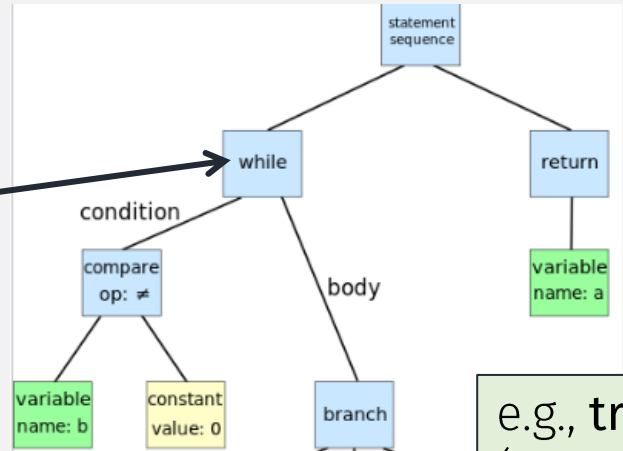 statement
sequence
while
return
condition
compare
op: ≠
body
variable
name: a
variable
name: b
constant
value: 0
branch
e.g., tr